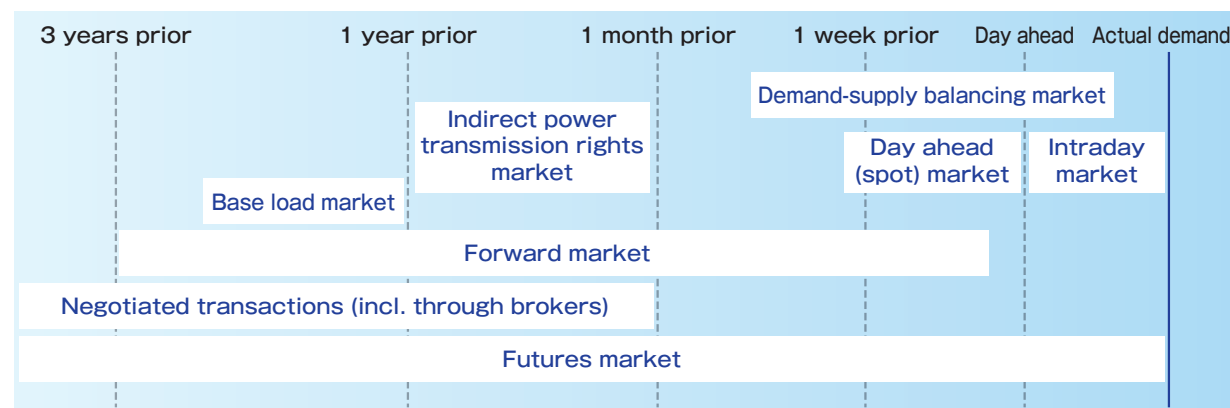 3 years prior 1 year prior 1 month prior 1 week prior Day ahead Actual demand
Demand-supply balancing market
Indirect power
transmission rights
market
Day ahead
(spot) market
Intraday
market
Base load market
Forward market
Negotiated transactions (incl. through brokers)
Futures market